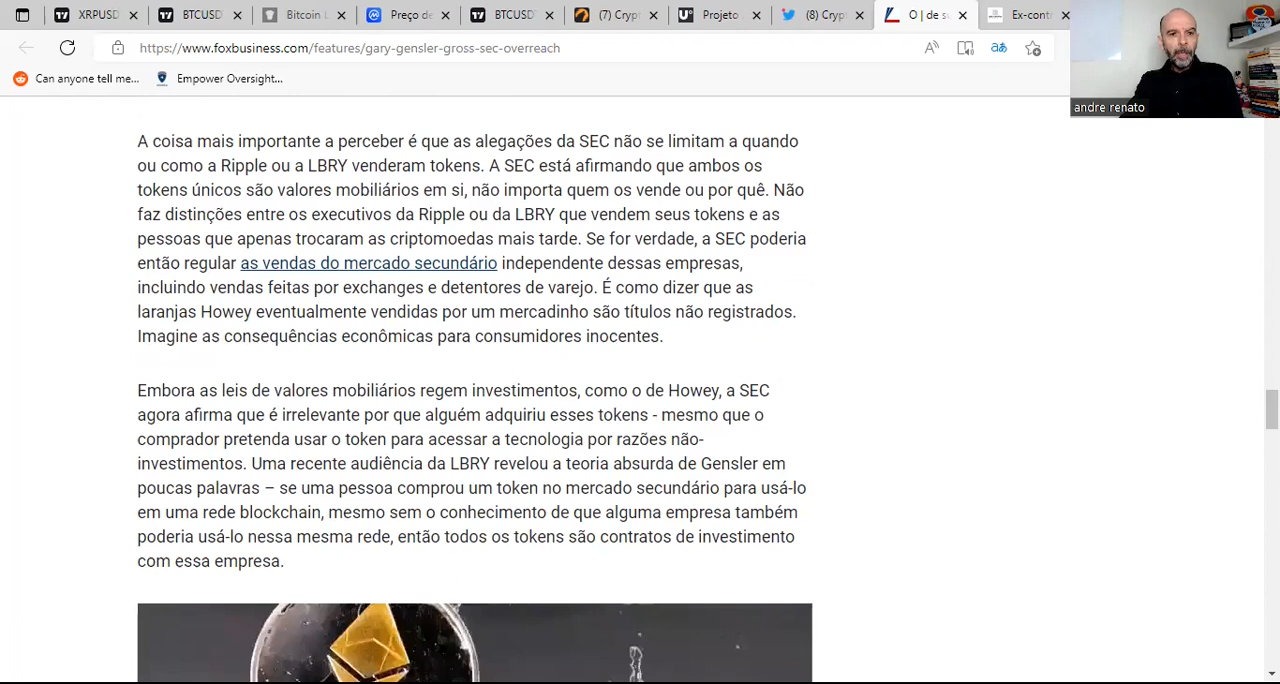 XRPUSD
BTCUSD
Bitcoin
Preço de
BTCUSDT
(7) Crypt
Projeto
(8) Crypt
O | de s
Ex-cont
https://www.foxbusiness.com/features/gary-gensler-gross-sec-overreach
Can anyone tell me...
Empower Oversight...
andre renato
A coisa mais importante a perceber é que as alegações da SEC não se limitam a quando
ou como a Ripple ou a LBRY venderam tokens. A SEC está afirmando que ambos os
tokens únicos são valores mobiliários em si, não importa quem os vende ou por quê. Não
faz distinções entre os executivos da Ripple ou da LBRY que vendem seus tokens e as
pessoas que apenas trocaram as criptomoedas mais tarde. Se for verdade, a SEC poderia
então regular as vendas do mercado secundário independente dessas empresas,
incluindo vendas feitas por exchanges e detentores de varejo. É como dizer que as
laranjas Howey eventualmente vendidas por um mercadinho são títulos não registrados.
Imagine as consequências econômicas para consumidores inocentes.
Embora as leis de valores mobiliários regem investimentos, como o de Howey, a SEC
agora afirma que é irrelevante por que alguém adquiriu esses tokens - mesmo que o
comprador pretenda usar o token para acessar a tecnologia por razões não-
investimentos. Uma recente audiência da LBRY revelou a teoria absurda de Gensler em
poucas palavras – se uma pessoa comprou um token no mercado secundário para usá-lo
em uma rede blockchain, mesmo sem o conhecimento de que alguma empresa também
poderia usá-lo nessa mesma rede, então todos os tokens são contratos de investimento
com essa empresa.